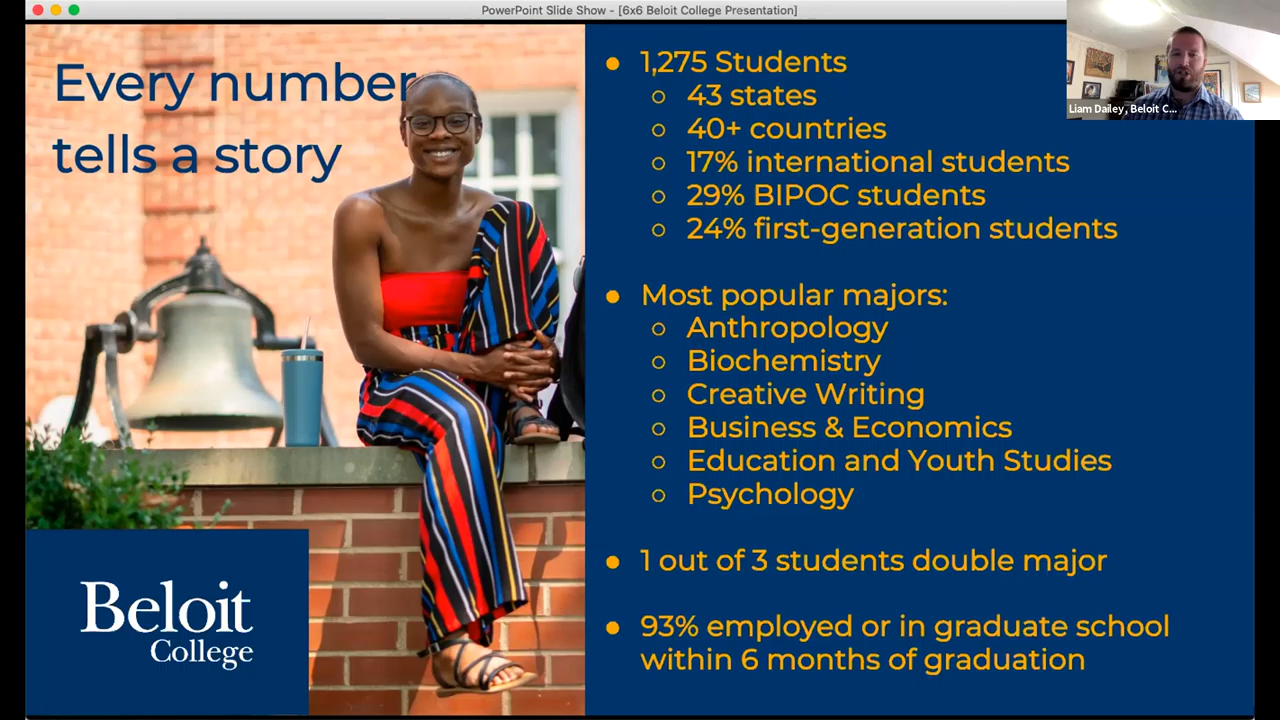 PowerPoint Slide Show - [6x6 Beloit College Presentation]
Liam Dailey, Beloit C...
Every number
tells a story
Beloit
College
● 1,275 Students
○ 43 states
○ 40+ countries
○ 17% international students
○ 29% BIPOC students
○ 24% first-generation students
● Most popular majors:
○ Anthropology
○ Biochemistry
○ Creative Writing
○ Business & Economics
○ Education and Youth Studies
○ Psychology
● 1 out of 3 students double major
● 93% employed or in graduate school
within 6 months of graduation